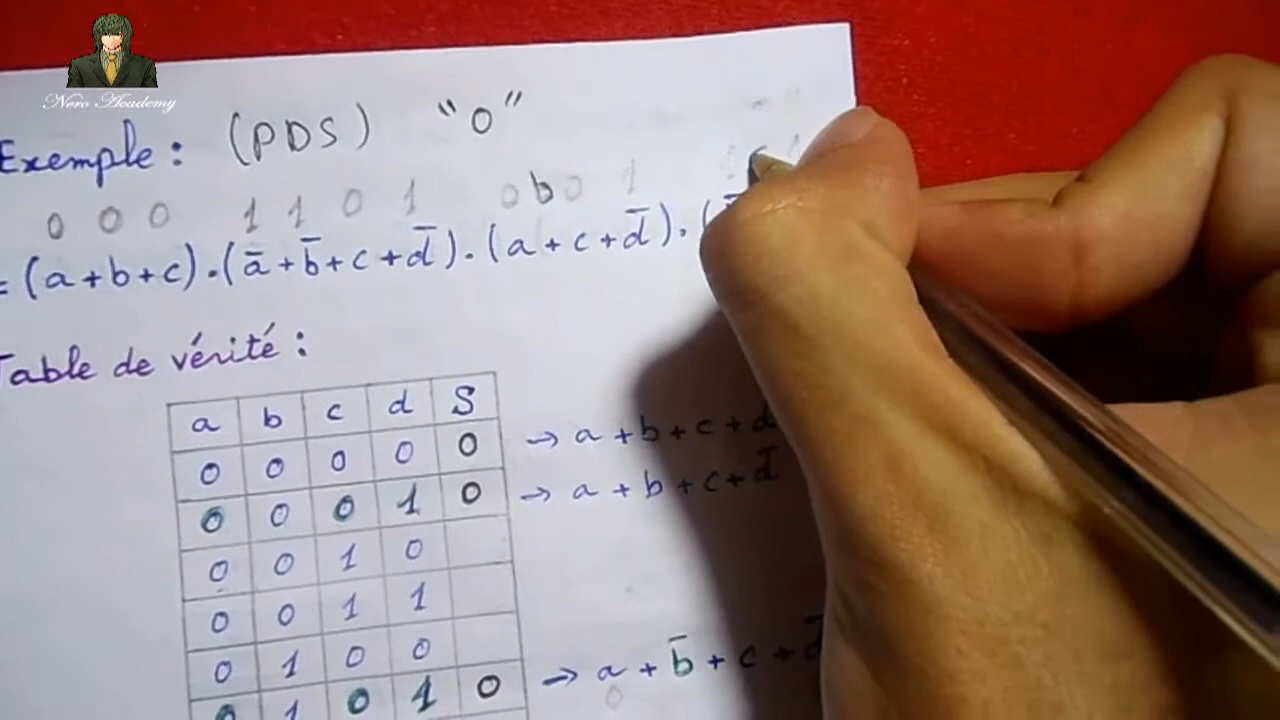 Nero Academy
Exemple : (PDS) "0"
0 0 0 1 1 0 1 0 b 0 1
= (a+b+c).(a̅+b̅+c+d̅).(a+c+d̅).(
Table de vérité :
a b c d S
0 0 0 0 0 → a+b+c+d
0 0 0 1 0 → a+b+c+d̅
0 0 1 0
0 0 1 1
0 1 0 0
0 1 0 1 0 → a+b̅+c+d̅
0